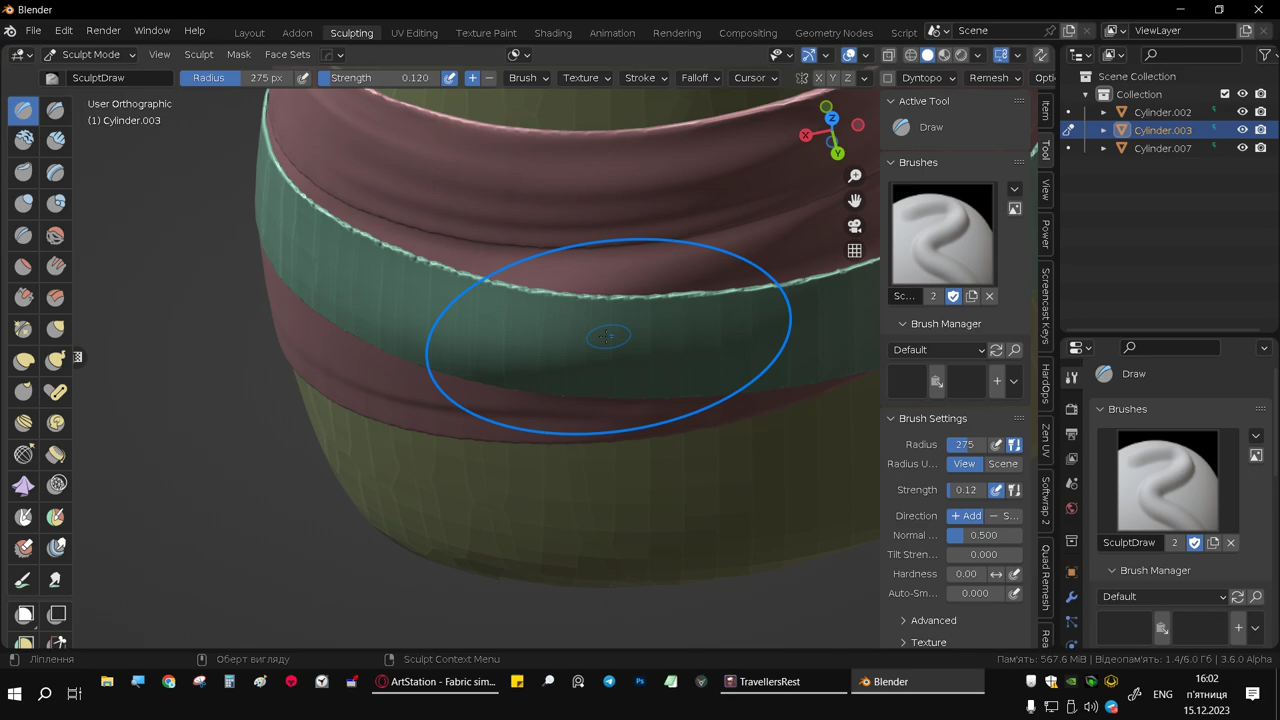 Blender
File Edit Render Window Help Layout Modeling Sculpting UV Editing Texture Paint Shading Animation Rendering Compositing Geometry Nodes Script Scene ViewLayer
Sculpt Mode View Sculpt Mask Face Sets
SculptDraw Radius 275 px Strength 0.120 Brush Texture Stroke Falloff Cursor X Y Z Dyntopo Remesh Opti
User Orthographic
(1) Cylinder.003
Z
X
Y
Active Tool
Draw
Brushes
Sc... 2
Brush Manager
Default
Brush Settings
Radius 275
Radius U... View Scene
Strength 0.12
Direction + Add − S...
Normal ... 0.500
Tilt Stren... 0.000
Hardness 0.00
Auto-Sm... 0.000
Advanced
Texture
Item
Tool
View
Power
Screencast Keys
HardOps
Zen UV
Softwrap 2
Quad Remesh
Rea
Scene Collection
Collection
Cylinder.002
Cylinder.003
Cylinder.007
Draw
Brushes
SculptDraw 2
Brush Manager
Default
Ліплення Оберт вигляду Sculpt Context Menu Пам'ять: 567.6 MiB | Відеопам'ять: 1.4/6.0 Гб | 3.6.0 Alpha
ArtStation - Fabric sim... TravellersRest Blender
16:02
ENG п'ятниця
15.12.2023